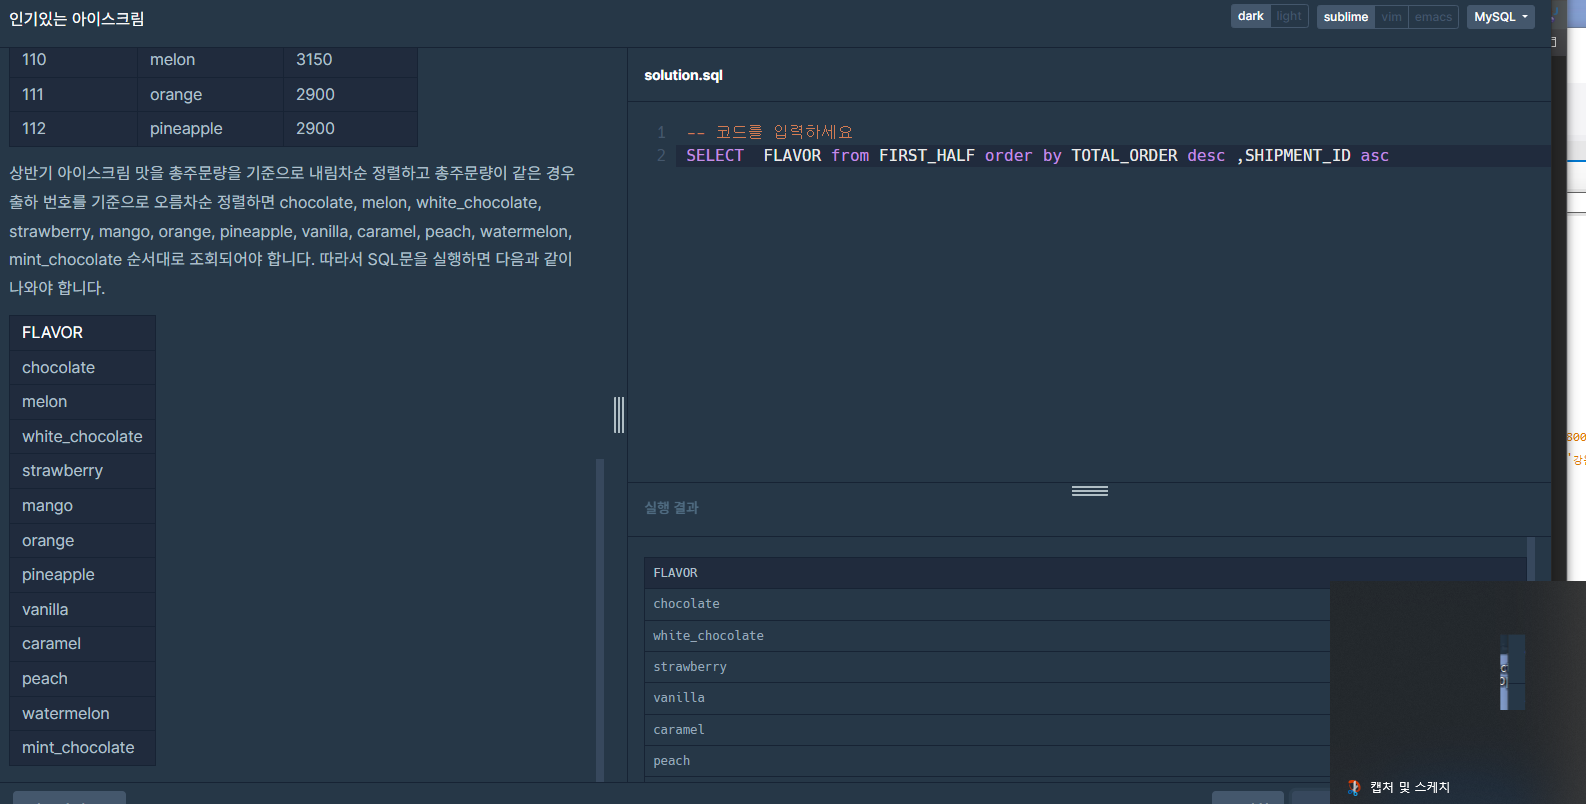 인기있는 아이스크림
dark light sublime vim emacs MySQL
110 melon 3150
111 orange 2900
112 pineapple 2900
상반기 아이스크림 맛을 총주문량을 기준으로 내림차순 정렬하고 총주문량이 같은 경우
출하 번호를 기준으로 오름차순 정렬하면 chocolate, melon, white_chocolate,
strawberry, mango, orange, pineapple, vanilla, caramel, peach, watermelon,
mint_chocolate 순서대로 조회되어야 합니다. 따라서 SQL문을 실행하면 다음과 같이
나와야 합니다.
FLAVOR
chocolate
melon
white_chocolate
strawberry
mango
orange
pineapple
vanilla
caramel
peach
watermelon
mint_chocolate
solution.sql
1 -- 코드를 입력하세요
2 SELECT  FLAVOR from FIRST_HALF order by TOTAL_ORDER desc ,SHIPMENT_ID asc
실행 결과
FLAVOR
chocolate
white_chocolate
strawberry
vanilla
caramel
peach
캡처 및 스케치